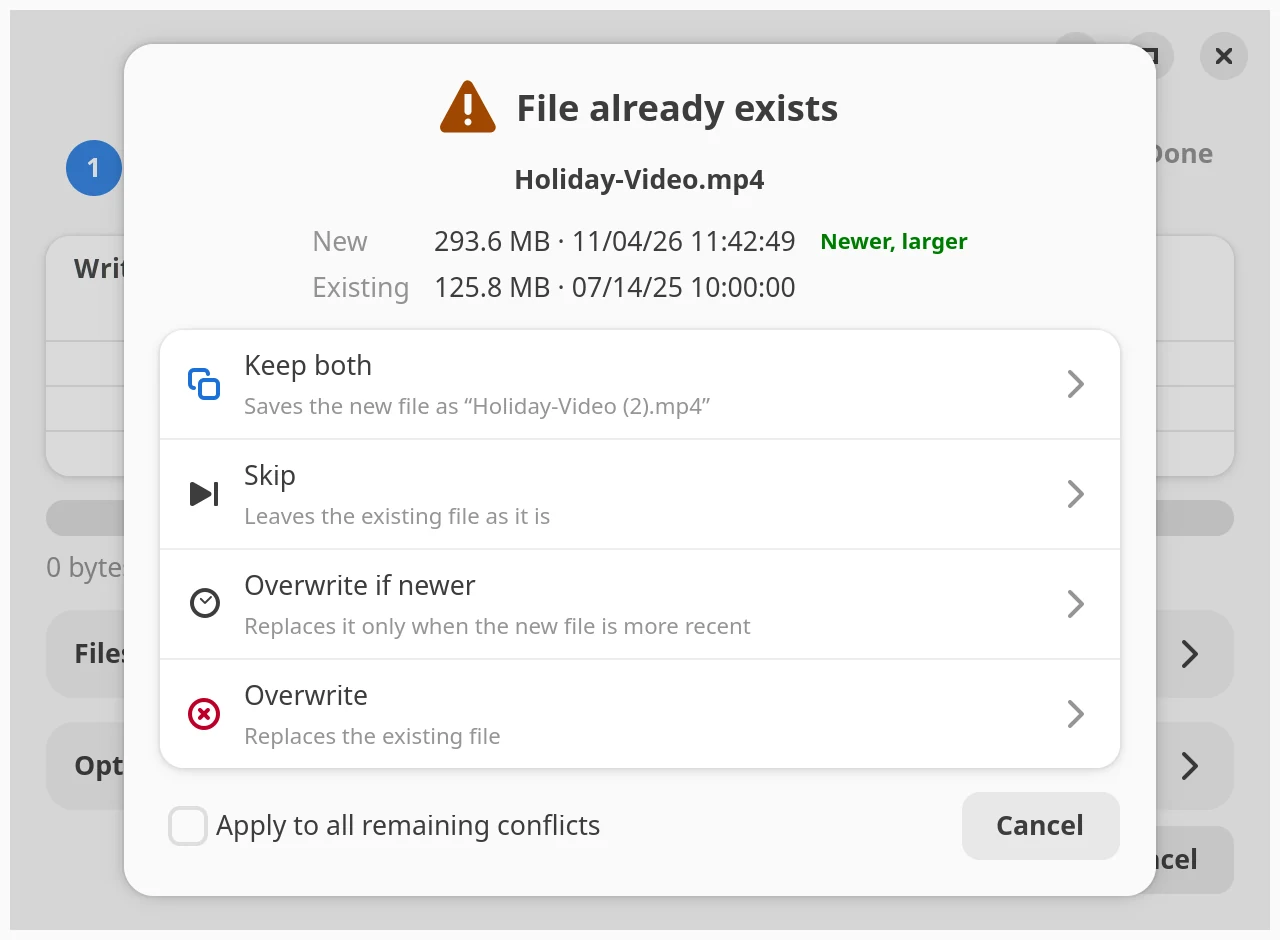 File already exists
1
Done
Holiday-Video.mp4
New 293.6 MB · 11/04/26 11:42:49 Newer, larger
Existing 125.8 MB · 07/14/25 10:00:00
Keep both
Saves the new file as “Holiday-Video (2).mp4”
Skip
Leaves the existing file as it is
Overwrite if newer
Replaces it only when the new file is more recent
Overwrite
Replaces the existing file
Apply to all remaining conflicts
Cancel